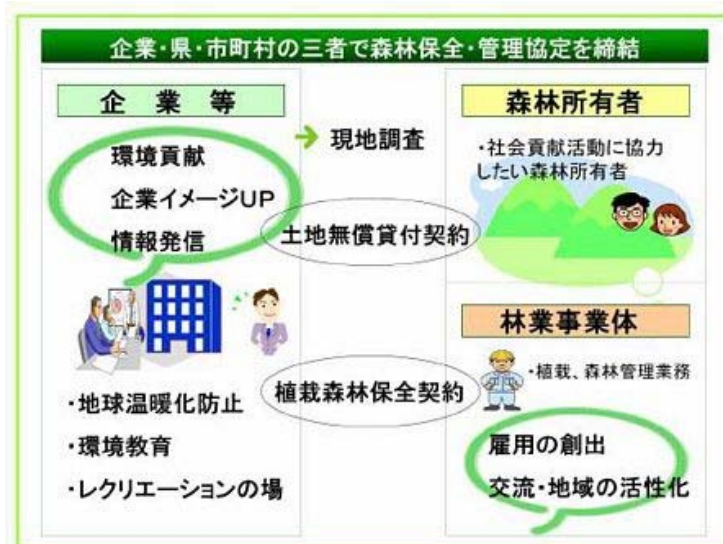 企業・県・市町村の三者で森林保全・管理協定を締結
企　業　等
環境貢献
企業イメージUP
情報発信
・地球温暖化防止
・環境教育
・レクリエーションの場
現地調査
土地無償貸付契約
植栽森林保全契約
森林所有者
・社会貢献活動に協力
したい森林所有者
林業事業体
・植栽、森林管理業務
雇用の創出
交流・地域の活性化